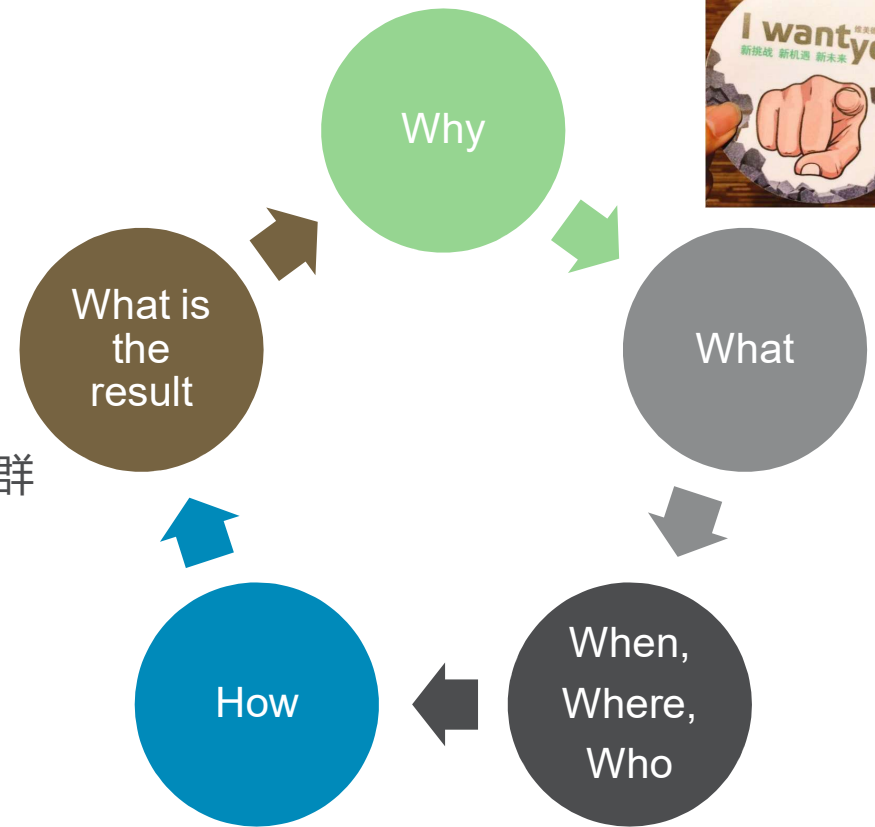 I want
新挑战 新机遇 新未来
Why
What
When,
Where,
Who
How
What is
the
result
群